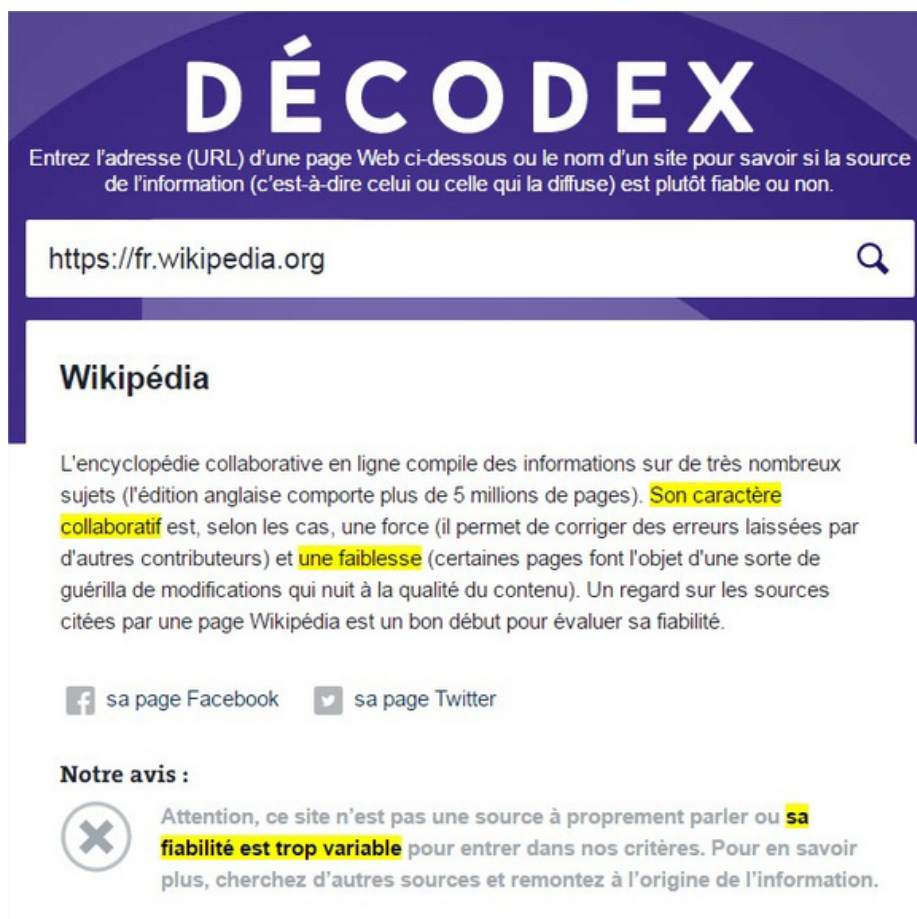 DÉCODEX
Entrez l'adresse (URL) d'une page Web ci-dessous ou le nom d'un site pour savoir si la source
de l'information (c'est-à-dire celui ou celle qui la diffuse) est plutôt fiable ou non.
https://fr.wikipedia.org
Wikipédia
L'encyclopédie collaborative en ligne compile des informations sur de très nombreux
sujets (l'édition anglaise comporte plus de 5 millions de pages). Son caractère
collaboratif est, selon les cas, une force (il permet de corriger des erreurs laissées par
d'autres contributeurs) et une faiblesse (certaines pages font l'objet d'une sorte de
guérilla de modifications qui nuit à la qualité du contenu). Un regard sur les sources
citées par une page Wikipédia est un bon début pour évaluer sa fiabilité.
sa page Facebook sa page Twitter
Notre avis :
Attention, ce site n'est pas une source à proprement parler ou sa
fiabilité est trop variable pour entrer dans nos critères. Pour en savoir
plus, cherchez d'autres sources et remontez à l'origine de l'information.